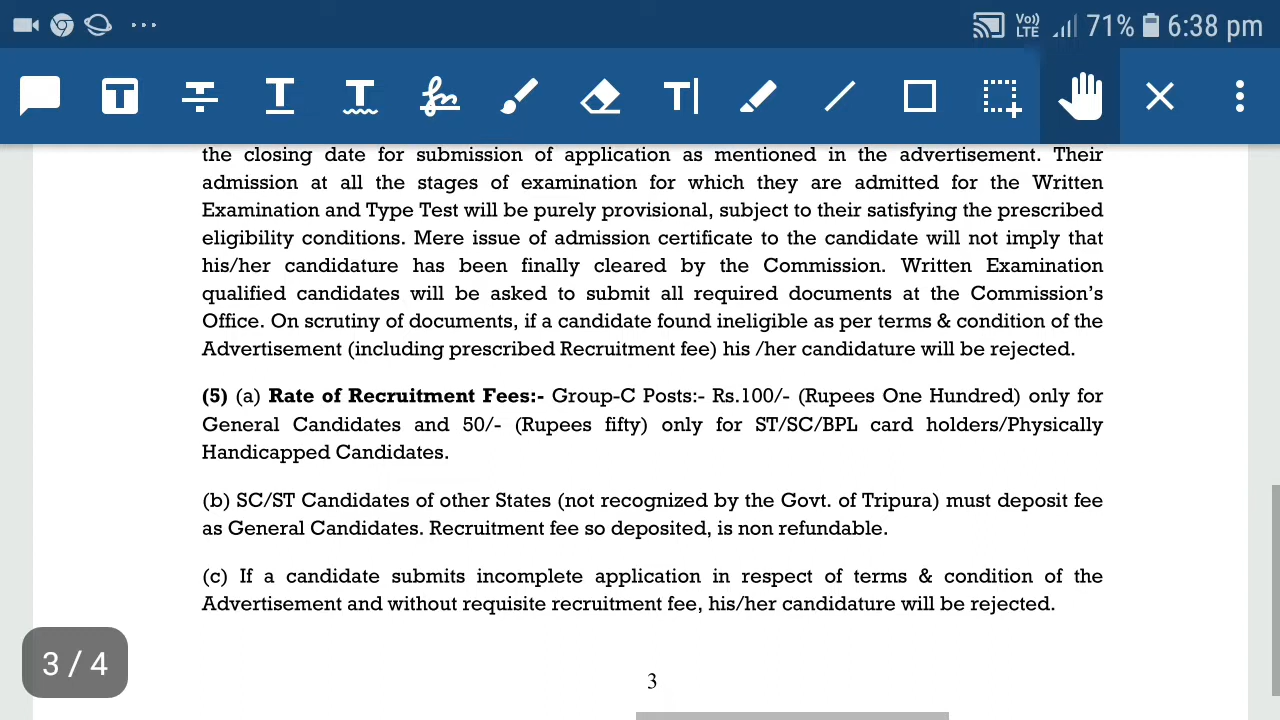 Vo)) LTE 71% 6:38 pm
the closing date for submission of application as mentioned in the advertisement. Their
admission at all the stages of examination for which they are admitted for the Written
Examination and Type Test will be purely provisional, subject to their satisfying the prescribed
eligibility conditions. Mere issue of admission certificate to the candidate will not imply that
his/her candidature has been finally cleared by the Commission. Written Examination
qualified candidates will be asked to submit all required documents at the Commission’s
Office. On scrutiny of documents, if a candidate found ineligible as per terms & condition of the
Advertisement (including prescribed Recruitment fee) his /her candidature will be rejected.
(5) (a) Rate of Recruitment Fees:- Group-C Posts:- Rs.100/- (Rupees One Hundred) only for
General Candidates and 50/- (Rupees fifty) only for ST/SC/BPL card holders/Physically
Handicapped Candidates.
(b) SC/ST Candidates of other States (not recognized by the Govt. of Tripura) must deposit fee
as General Candidates. Recruitment fee so deposited, is non refundable.
(c) If a candidate submits incomplete application in respect of terms & condition of the
Advertisement and without requisite recruitment fee, his/her candidature will be rejected.
3 / 4
3